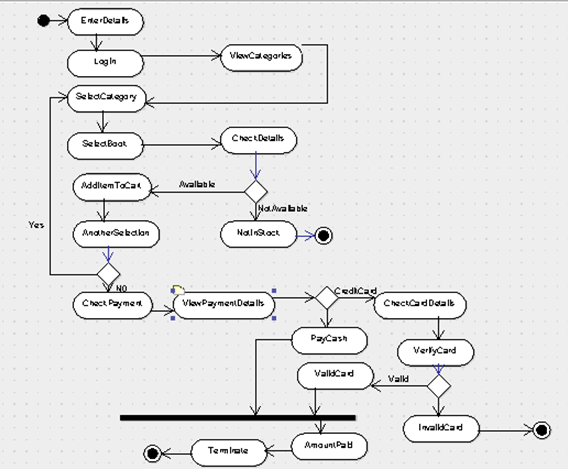 EnterDetails
LogIn
ViewCategories
SelectCategory
SelectBook
CheckDetails
AddItemToCart
Available
NotAvailable
Yes
AnotherSelection
NotInStock
NO
CheckPayment
ViewPaymentDetails
CreditCard
CheckCardDetails
PayCash
VerifyCard
ValidCard
Valid
InvalidCard
AmountPaid
Terminate